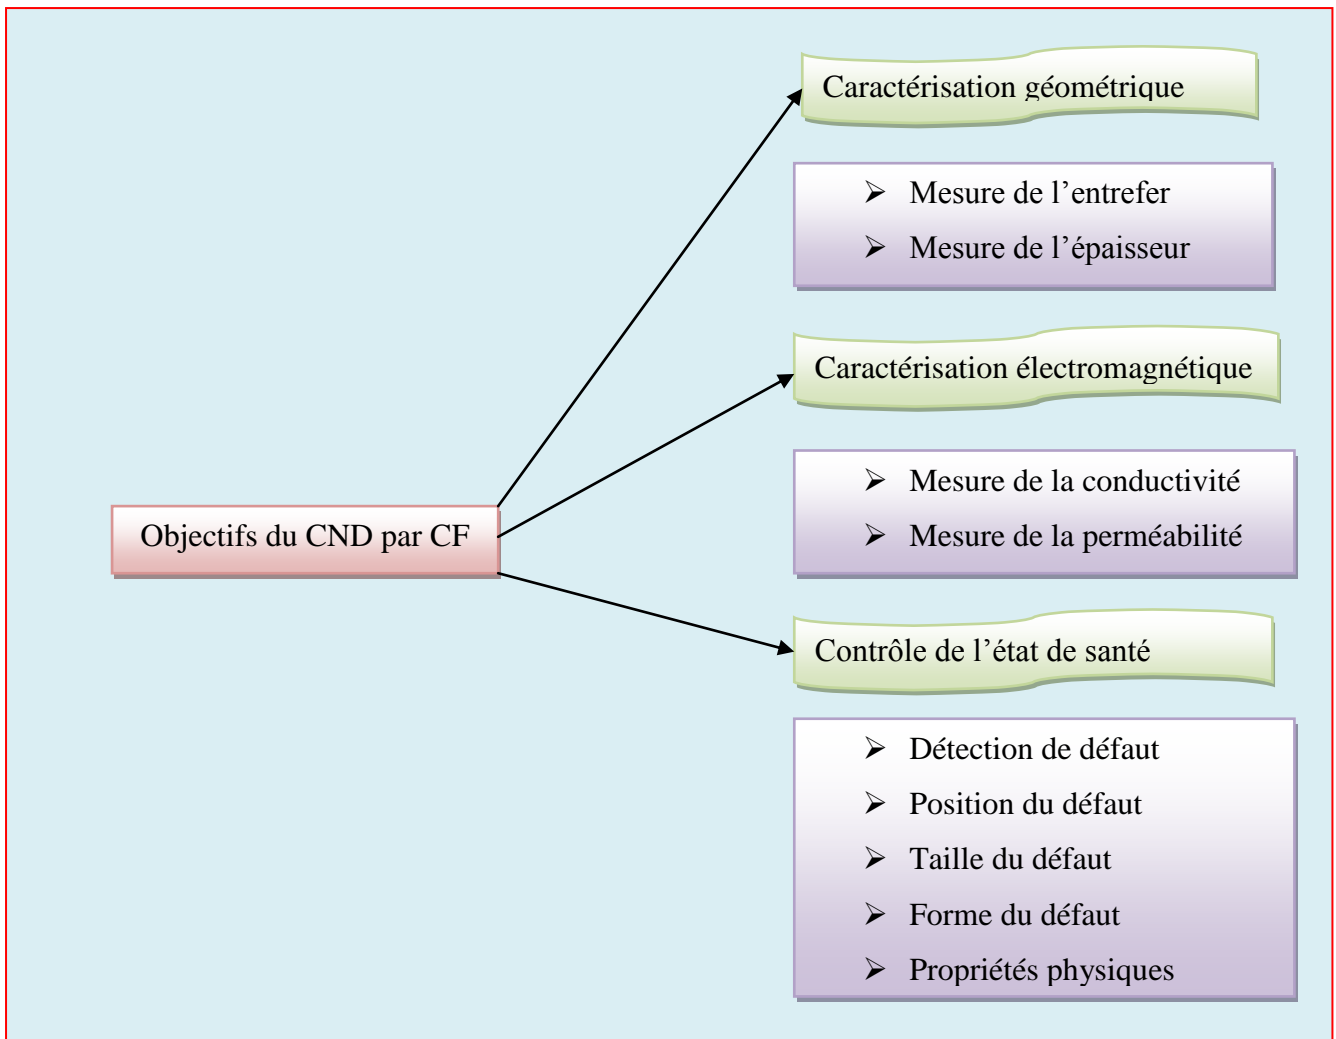 Caractérisation géométrique
➢ Mesure de l’entrefer
➢ Mesure de l’épaisseur
Caractérisation électromagnétique
➢ Mesure de la conductivité
➢ Mesure de la perméabilité
Objectifs du CND par CF
Contrôle de l’état de santé
➢ Détection de défaut
➢ Position du défaut
➢ Taille du défaut
➢ Forme du défaut
➢ Propriétés physiques